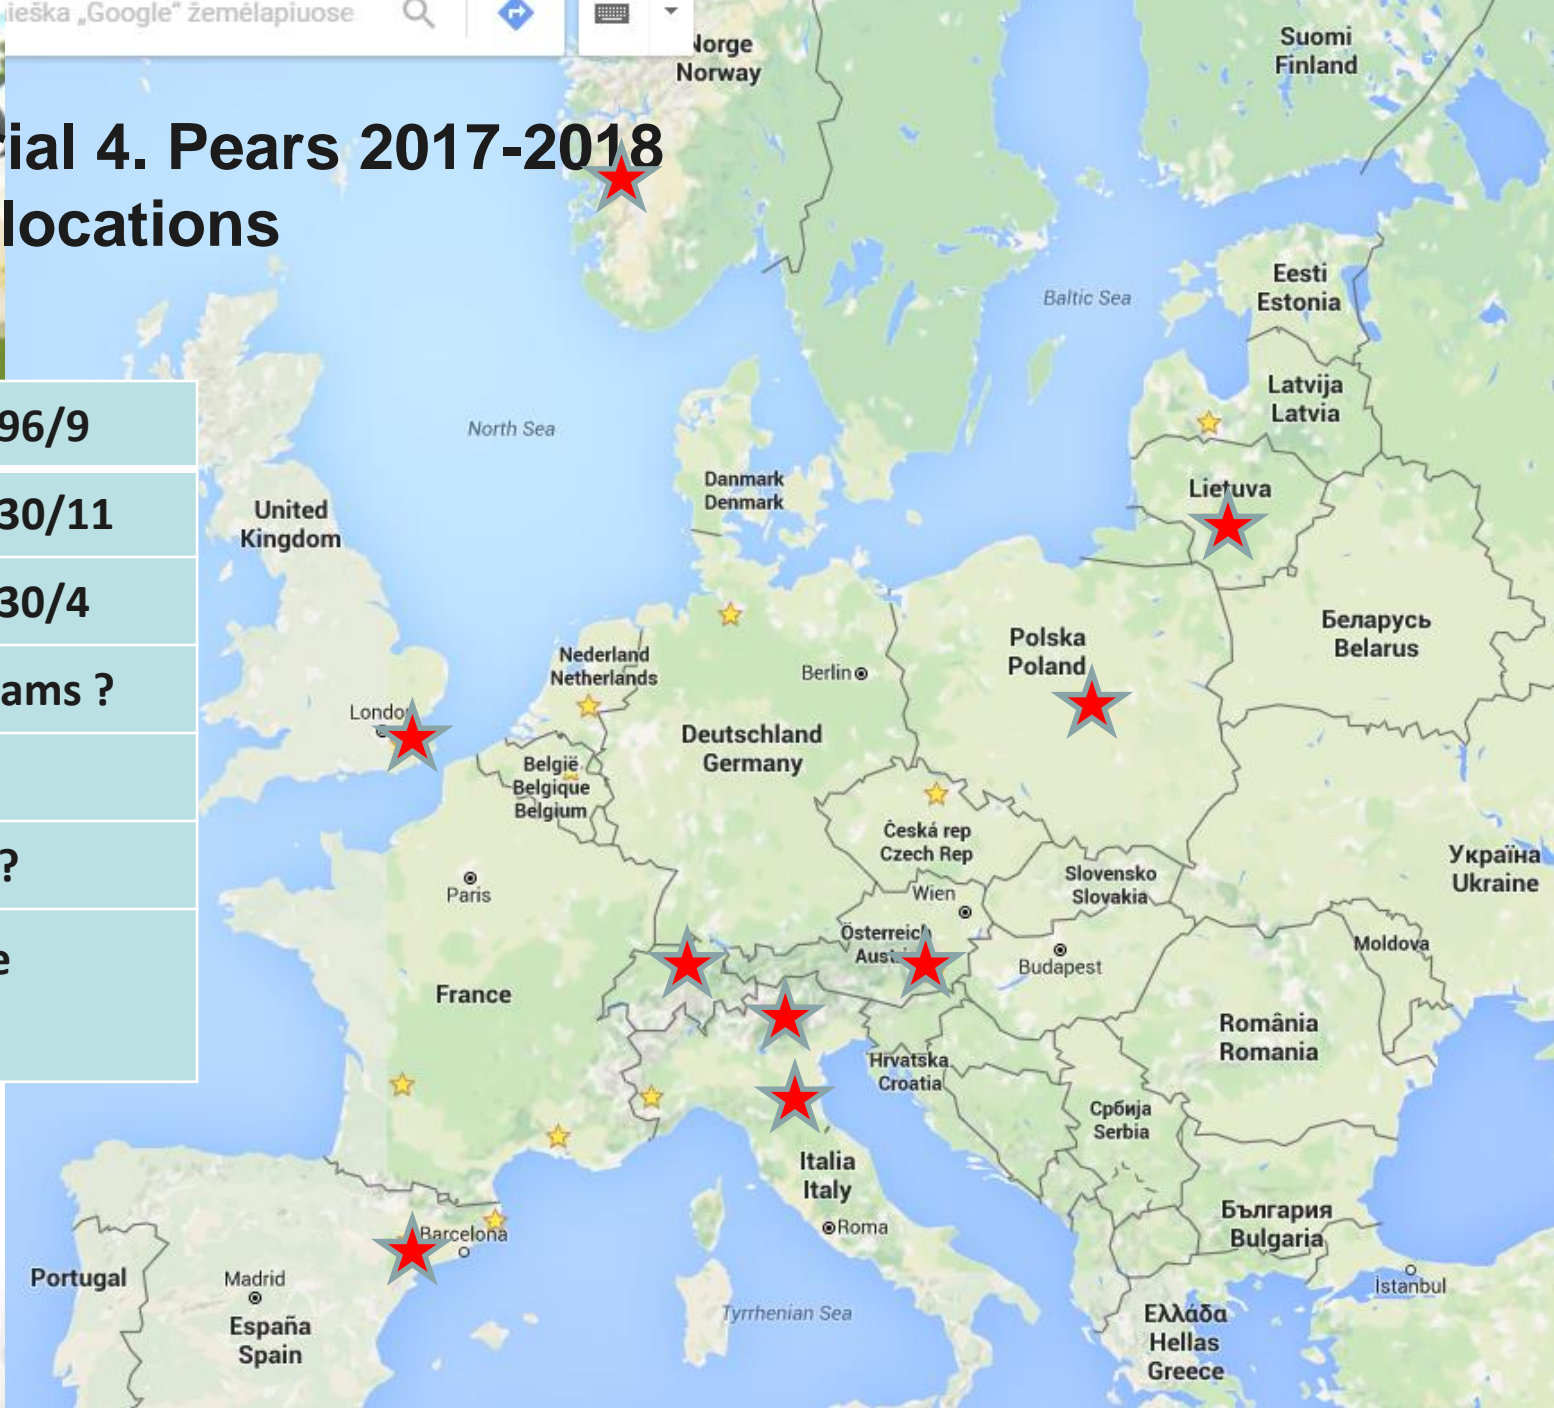 ieška „Google“ žemėlapiuose
ial 4. Pears 2017-2018
locations
96/9
30/11
30/4
ams ?
?
e
Norge
Norway
Suomi
Finland
Eesti
Estonia
Baltic Sea
Latvija
Latvia
North Sea
Danmark
Denmark
Lietuva
United
Kingdom
Беларусь
Belarus
Polska
Poland
Nederland
Netherlands
Berlin
London
Deutschland
Germany
België
Belgique
Belgium
Česká rep
Czech Rep
Україна
Ukraine
Slovensko
Slovakia
Paris
Wien
Österreich
Austria
Budapest
Moldova
France
România
Romania
Hrvatska
Croatia
Србија
Serbia
Italia
Italy
България
Bulgaria
Roma
Barcelona
Portugal
Madrid
España
Spain
İstanbul
Tyrrhenian Sea
Ελλάδα
Hellas
Greece